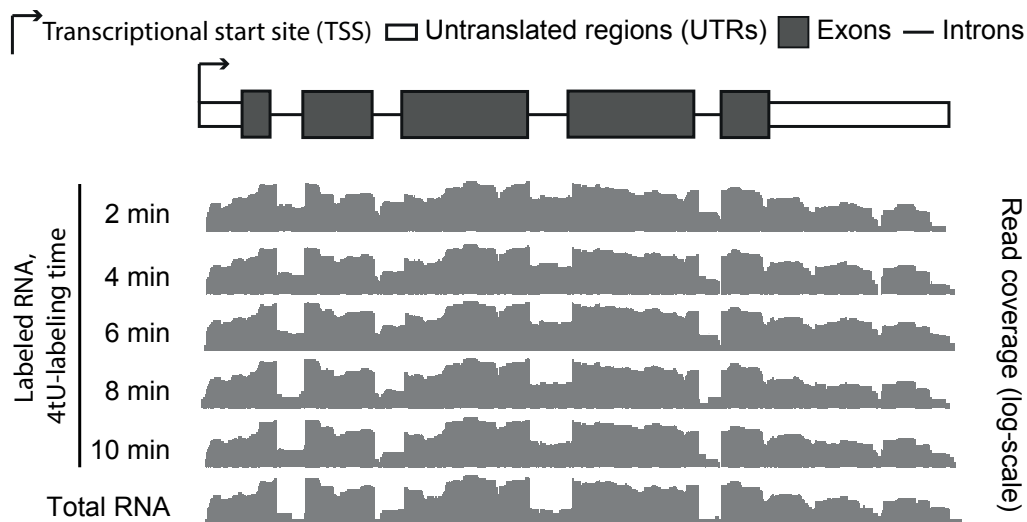 Transcriptional start site (TSS) Untranslated regions (UTRs) Exons Introns
Labeled RNA,
4tU-labeling time
2 min
4 min
6 min
8 min
10 min
Total RNA
Read coverage (log-scale)